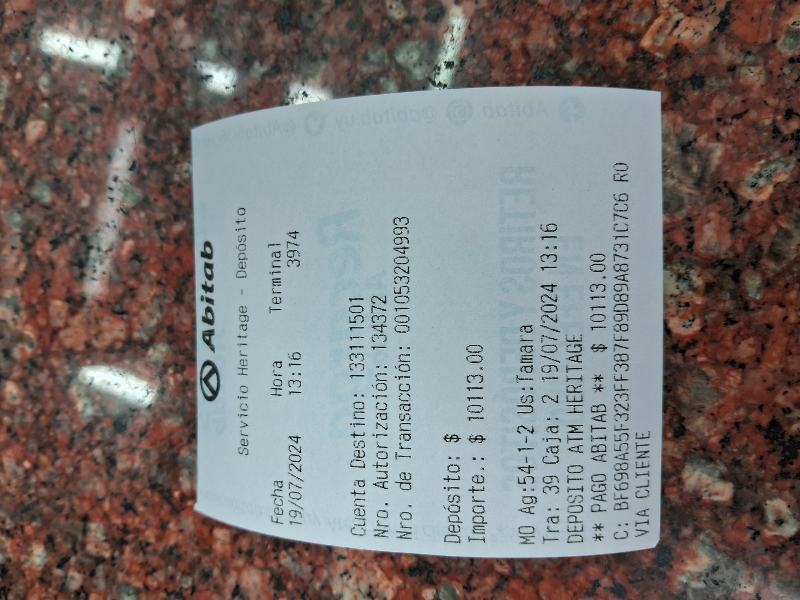 Abitab
Servicio Heritage - Depósito
Fecha Hora Terminal
19/07/2024 13:16 3974
Cuenta Destino: 133111501
Nro. Autorización: 134372
Nro. de Transacción: 001053204993
Depósito: $
Importe.: $ 10113.00
MO Ag:54-1-2 Us:Tamara
Tra: 39 Caja: 2 19/07/2024 13:16
DEPOSITO ATM HERITAGE
** PAGO ABITAB ** $ 10113.00
C: BF698A55F323FF387F89D89A8731C7C6 RO
VIA CLIENTE